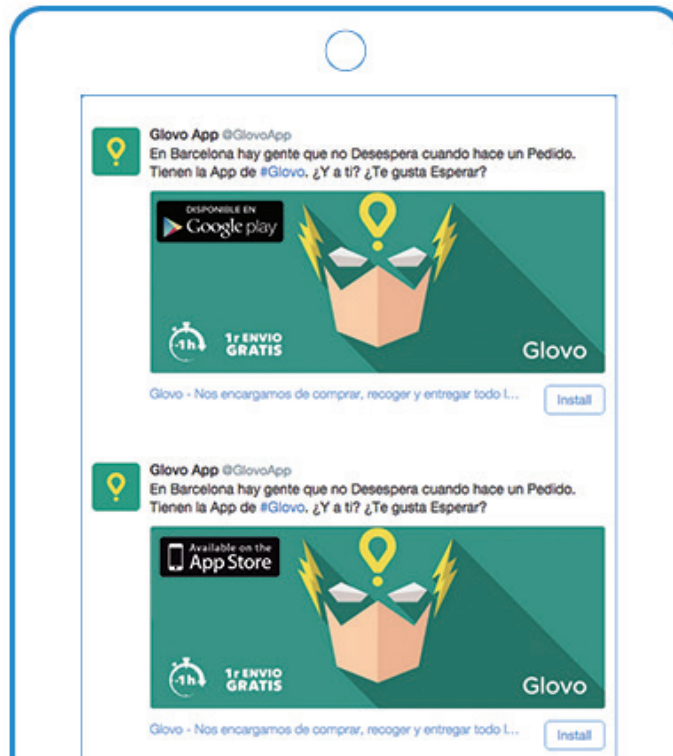 Glovo App @GlovoApp
En Barcelona hay gente que no Desespera cuando hace un Pedido.
Tienen la App de #Glovo. ¿Y a ti? ¿Te gusta Esperar?
DISPONIBLE EN
Google play
-1h
1r ENVIO
GRATIS
Glovo
Glovo - Nos encargamos de comprar, recoger y entregar todo l...
Install
Glovo App @GlovoApp
En Barcelona hay gente que no Desespera cuando hace un Pedido.
Tienen la App de #Glovo. ¿Y a ti? ¿Te gusta Esperar?
Available on the
App Store
-1h
1r ENVIO
GRATIS
Glovo
Glovo - Nos encargamos de comprar, recoger y entregar todo l...
Install